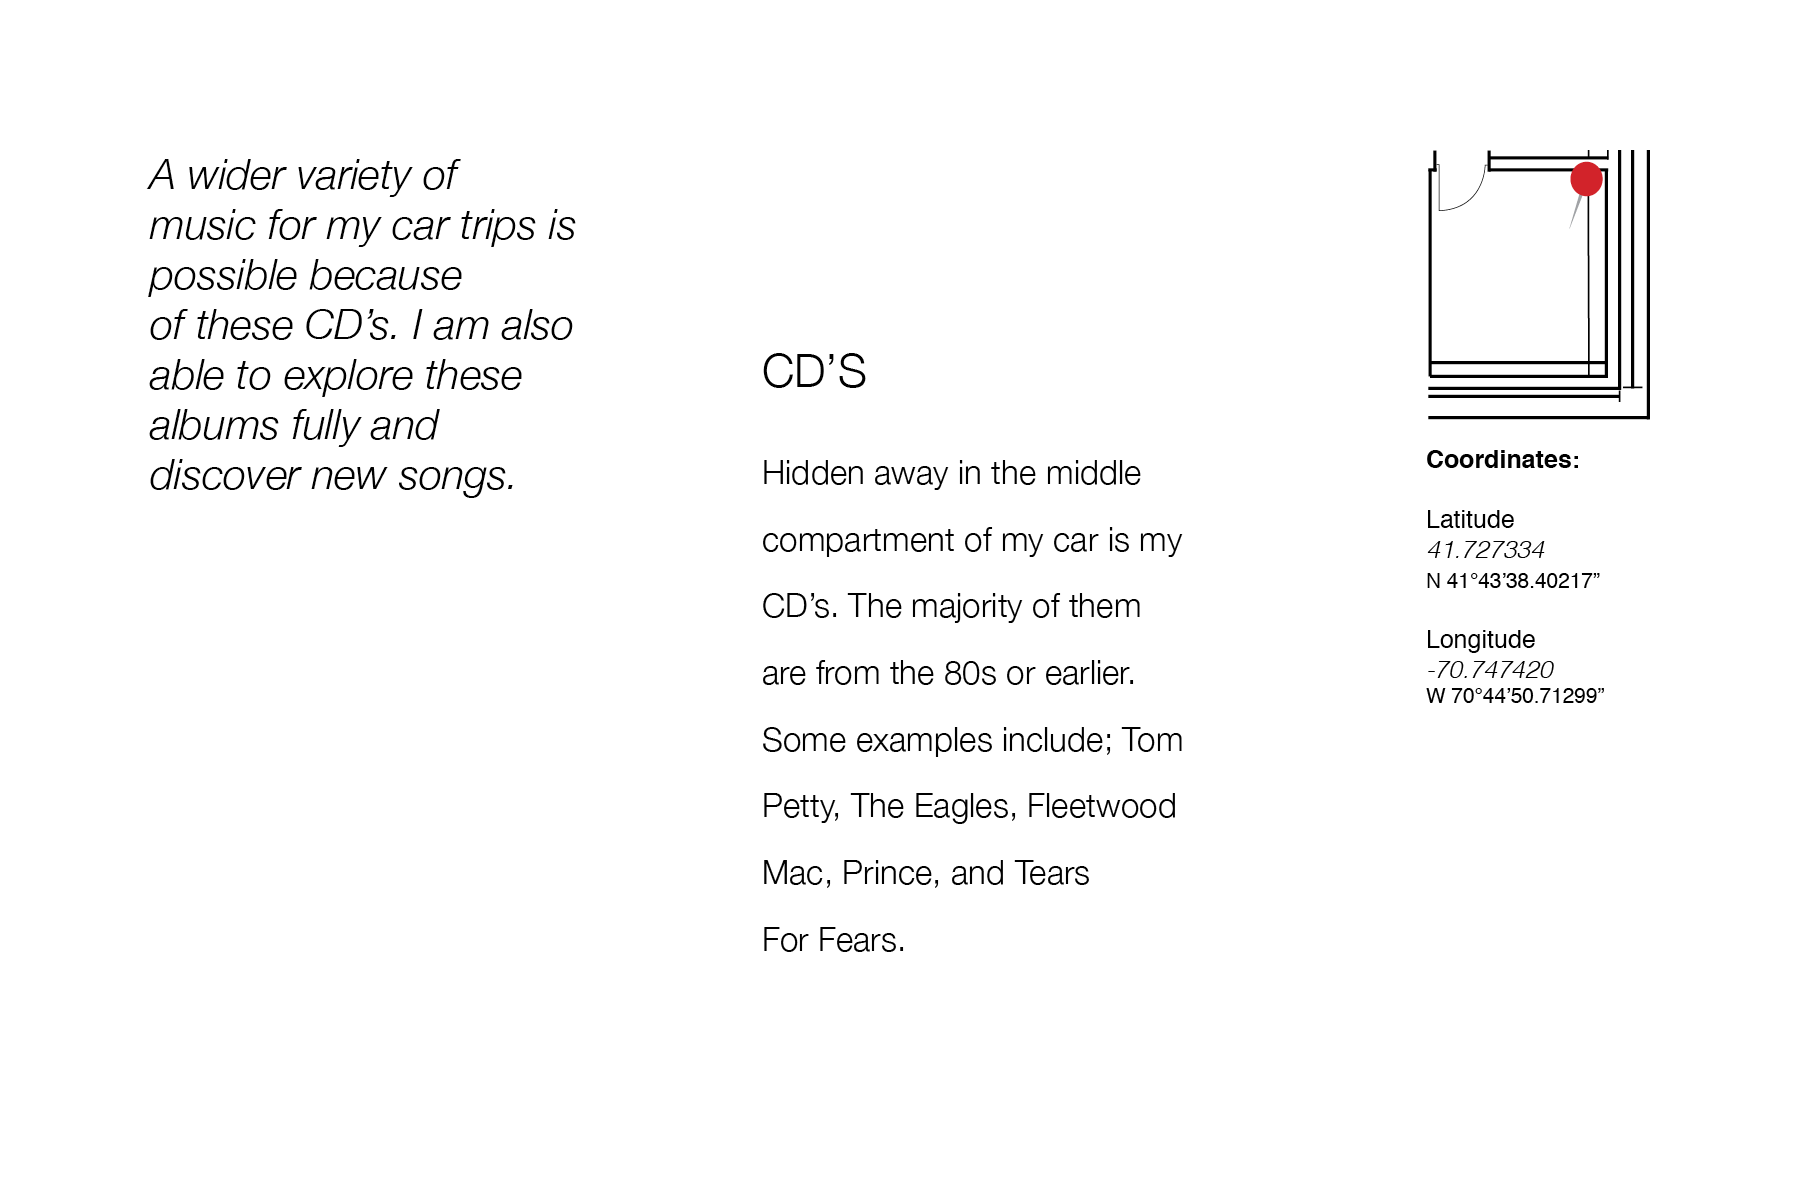 A wider variety of
music for my car trips is
possible because
of these CD’s. I am also
able to explore these
albums fully and
discover new songs.
CD’S
Hidden away in the middle
compartment of my car is my
CD’s. The majority of them
are from the 80s or earlier.
Some examples include; Tom
Petty, The Eagles, Fleetwood
Mac, Prince, and Tears
For Fears.
Coordinates:
Latitude
41.727334
N 41°43’38.40217”
Longitude
-70.747420
W 70°44’50.71299”